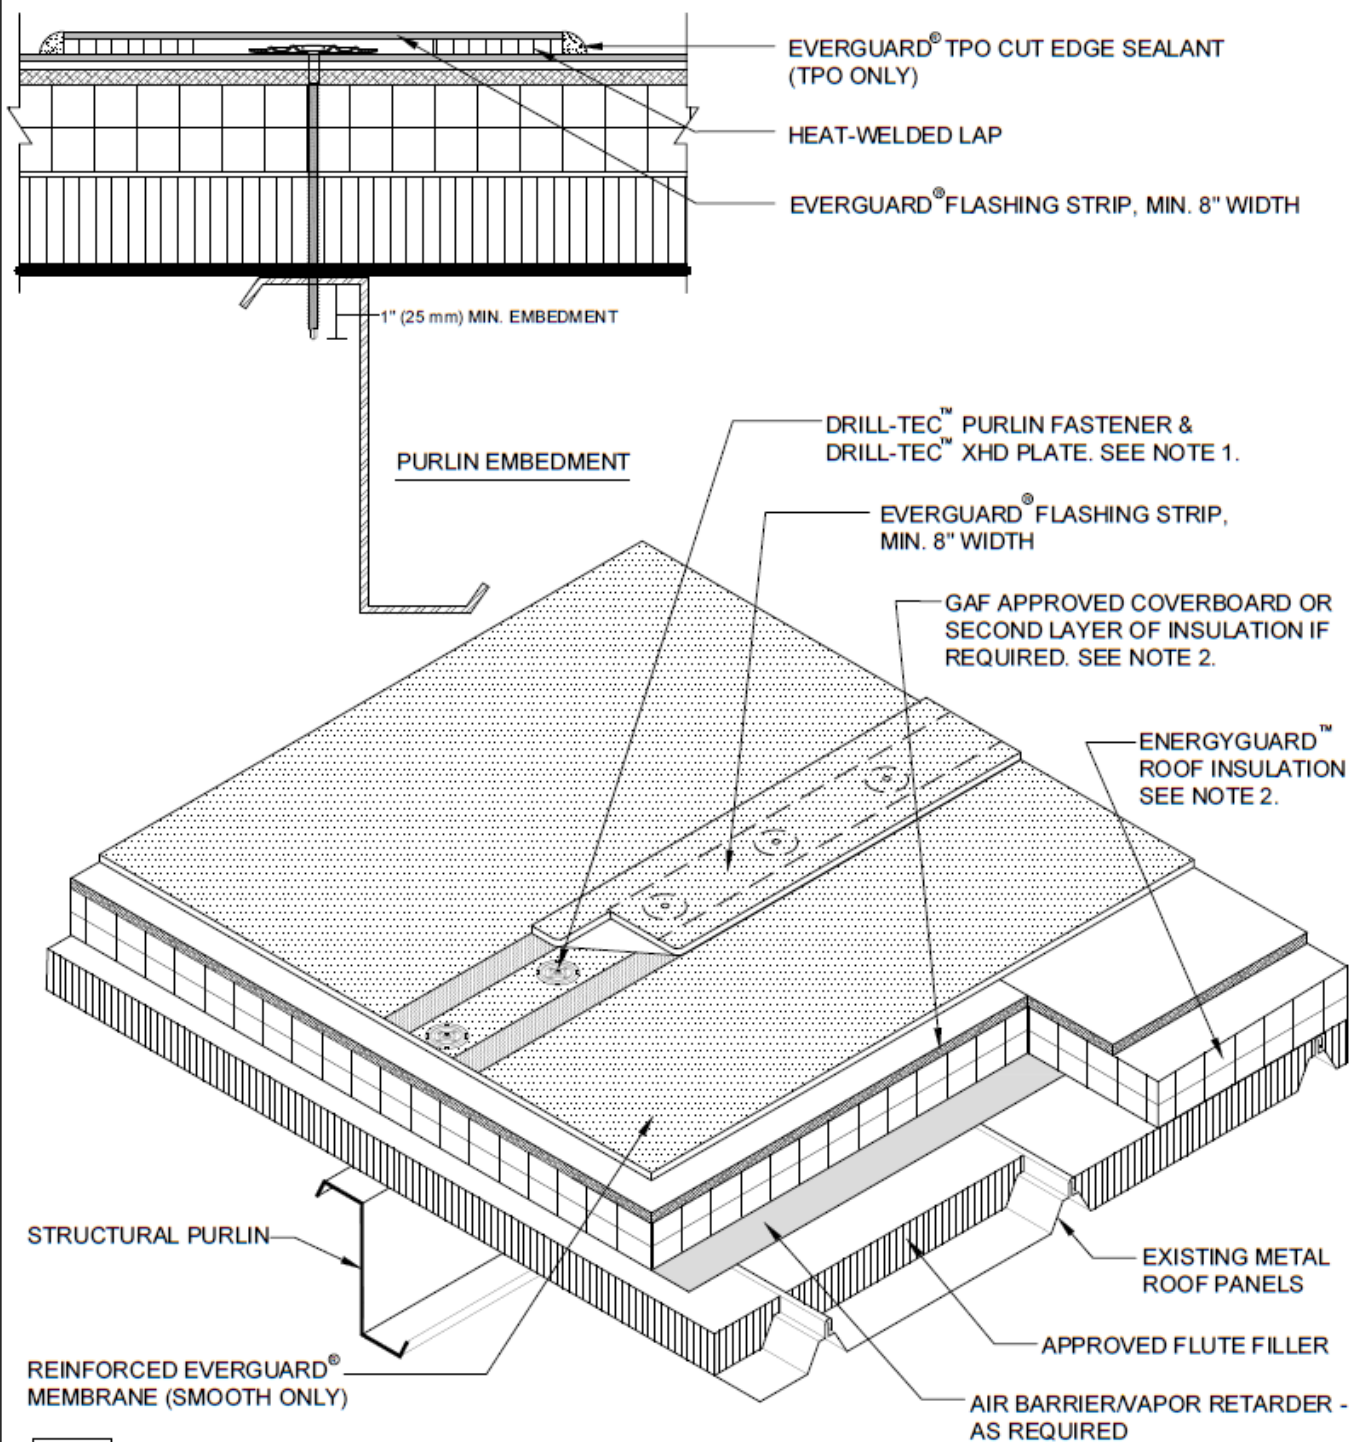 EVERGUARD® TPO CUT EDGE SEALANT
(TPO ONLY)
HEAT-WELDED LAP
EVERGUARD® FLASHING STRIP, MIN. 8" WIDTH
1" (25 mm) MIN. EMBEDMENT
PURLIN EMBEDMENT
DRILL-TEC™ PURLIN FASTENER &
DRILL-TEC™ XHD PLATE. SEE NOTE 1.
EVERGUARD® FLASHING STRIP,
MIN. 8" WIDTH
GAF APPROVED COVERBOARD OR
SECOND LAYER OF INSULATION IF
REQUIRED. SEE NOTE 2.
ENERGYGUARD™
ROOF INSULATION
SEE NOTE 2.
STRUCTURAL PURLIN
EXISTING METAL
ROOF PANELS
APPROVED FLUTE FILLER
REINFORCED EVERGUARD®
MEMBRANE (SMOOTH ONLY)
AIR BARRIER/VAPOR RETARDER -
AS REQUIRED